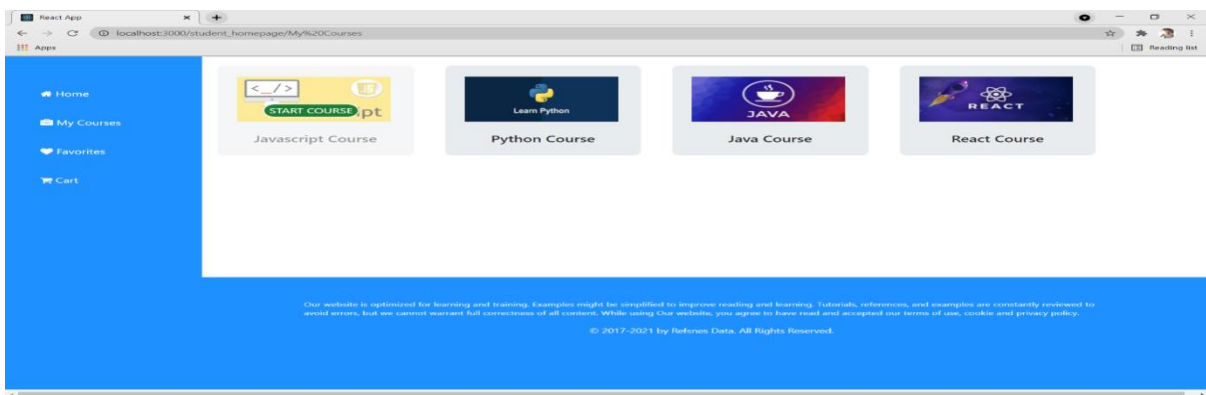 React App
localhost:3000/student_homepage/My%20Courses
Apps
Reading list
Home
My Courses
Favorites
Cart
<_/>
JS
START COURSE
pt
Javascript Course
Learn Python
Python Course
JAVA
Java Course
REACT
React Course
Our website is optimized for learning and training. Examples might be simplified to improve reading and learning. Tutorials, references, and examples are constantly reviewed to
avoid errors, but we cannot warrant full correctness of all content. While using Our website, you agree to have read and accepted our terms of use, cookie and privacy policy.
© 2017-2021 by Refsnes Data. All Rights Reserved.